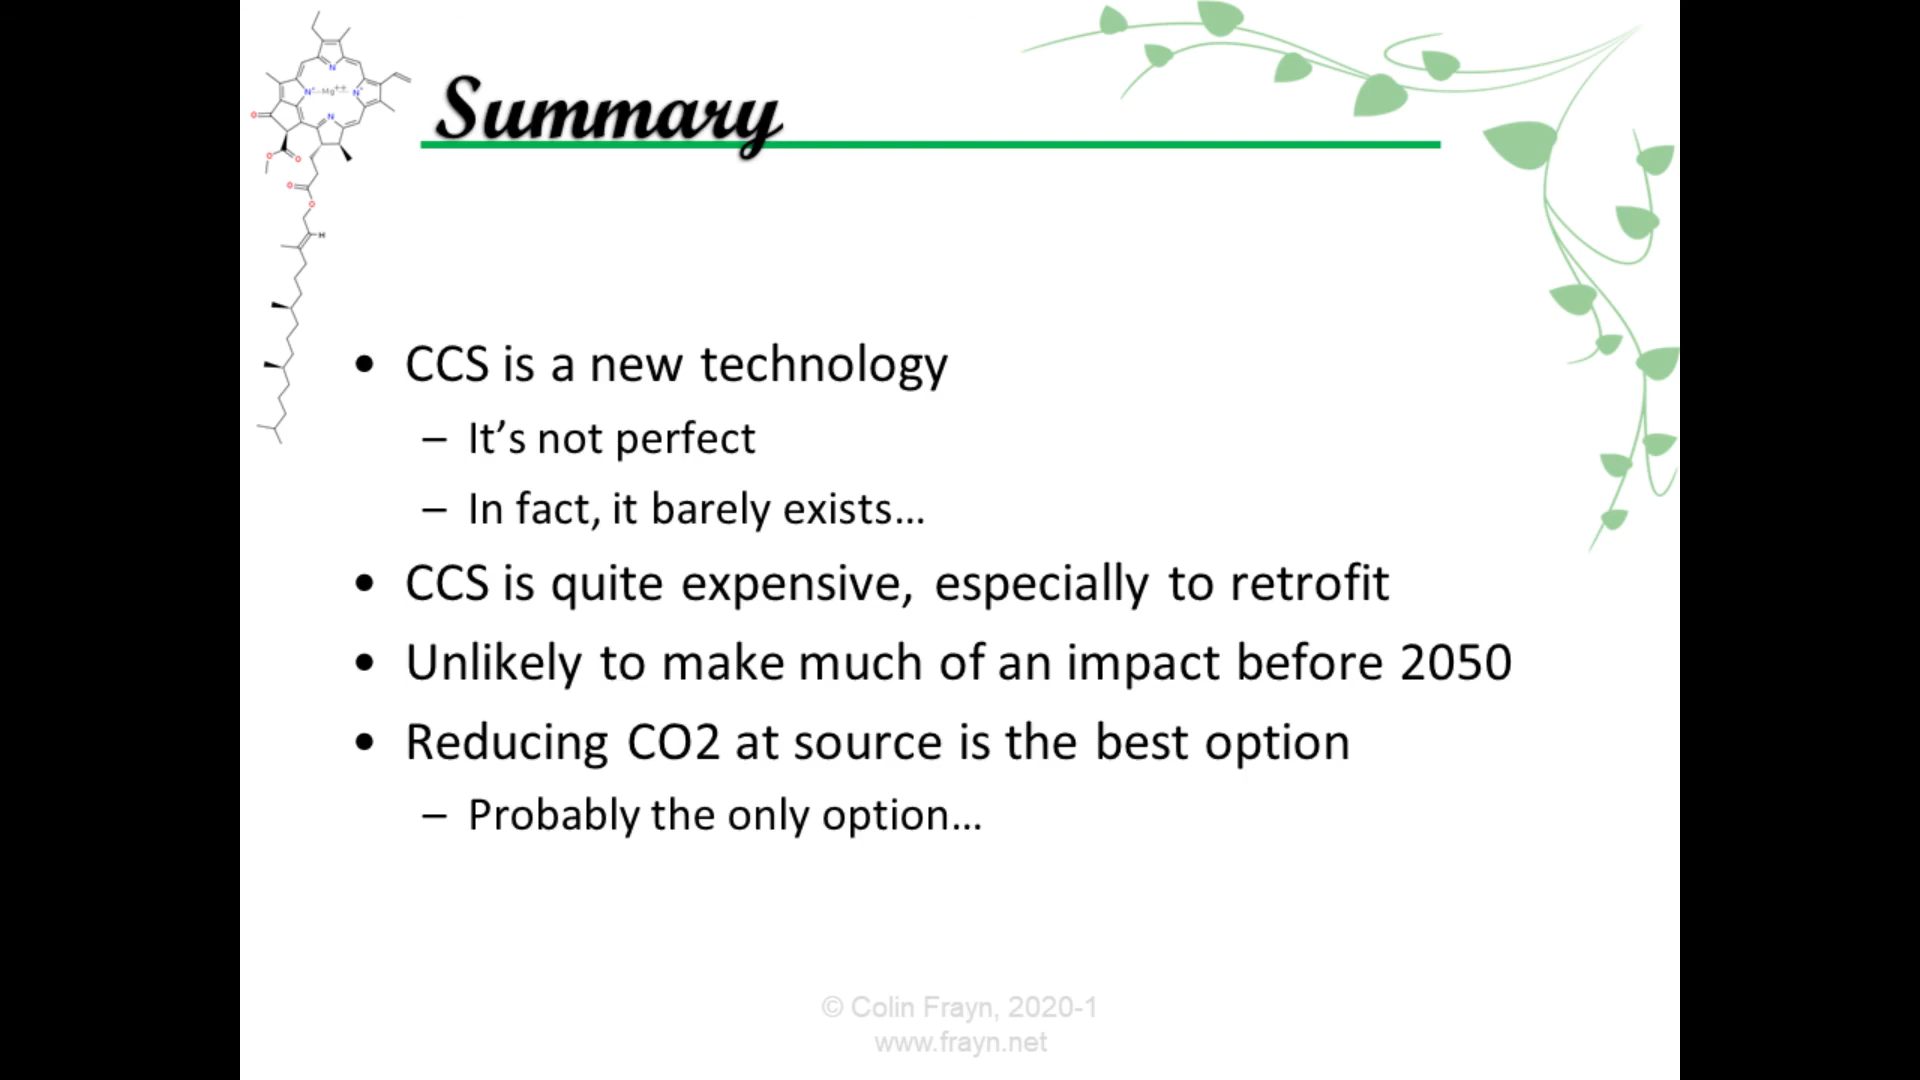 Summary
• CCS is a new technology
– It’s not perfect
– In fact, it barely exists…
• CCS is quite expensive, especially to retrofit
• Unlikely to make much of an impact before 2050
• Reducing CO2 at source is the best option
– Probably the only option…
© Colin Frayn, 2020-1
www.frayn.net